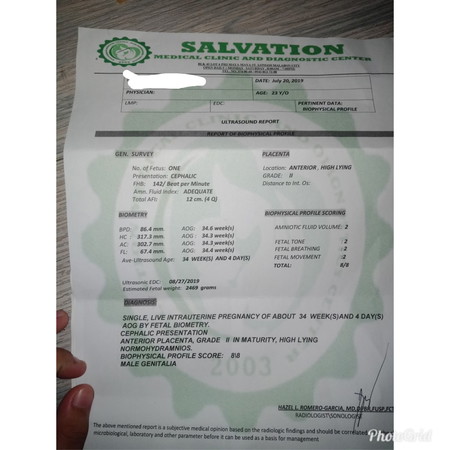 SALVATION
MEDICAL CLINIC AND DIAGNOSTIC CENTER
DATE: July 20, 2019
PHYSICIAN: AGE: 23 Y/O
LMP: EDC: PERTINENT DATA:
BIOPHYSICAL PROFILE
ULTRASOUND REPORT
REPORT OF BIOPHYSICAL PROFILE
GEN. SURVEY PLACENTA
No. of Fetus: ONE Location: ANTERIOR, HIGH LYING
Presentation: CEPHALIC GRADE: II
FHB: 142/ Beat per Minute Distance to Int. Os:
Amn. Fluid Index: ADEQUATE
Total AFI: 12 cm. (4 Q)
BIOMETRY BIOPHYSICAL PROFILE SCORING
BPD: 86.4 mm. AOG: 34.6 week(s) AMNIOTIC FLUID VOLUME: 2
HC: 317.3 mm. AOG: 34.3 week(s)
AC: 302.7 mm. AOG: 34.3 week(s) FETAL TONE 2
FL: 67.4 mm. AOG: 34.4 week(s) FETAL BREATHING 2
Ave Ultrasound Age: 34 WEEK(S) AND 4 DAY(S) FETAL MOVEMENT 2
TOTAL: 8/8
Ultrasonic EDC: 08/27/2019
Estimated Fetal Weight: 2469 grams
DIAGNOSIS
SINGLE, LIVE INTRAUTERINE PREGNANCY OF ABOUT 34 WEEK(S)AND 4 DAY(S)
AOG BY FETAL BIOMETRY.
CEPHALIC PRESENTATION
ANTERIOR PLACENTA, GRADE II IN MATURITY, HIGH LYING
NORMOHYDRAMNIOS.
BIOPHYSICAL PROFILE SCORE: 8\8
MALE GENITALIA
2003
HAZEL L. ROMERO-GARCIA, MD,
RADIOLOGIST\SONOLOGIST
The above mentioned report is a subjective medical opinion based on the radiologic findings and should be correlated
microbiological, laboratory and other parameter before it can be used as basis for management
PhotoGrid